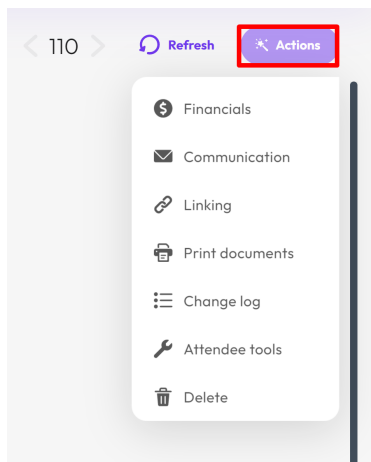 110 Refresh Actions
Financials
Communication
Linking
Print documents
Change log
Attendee tools
Delete